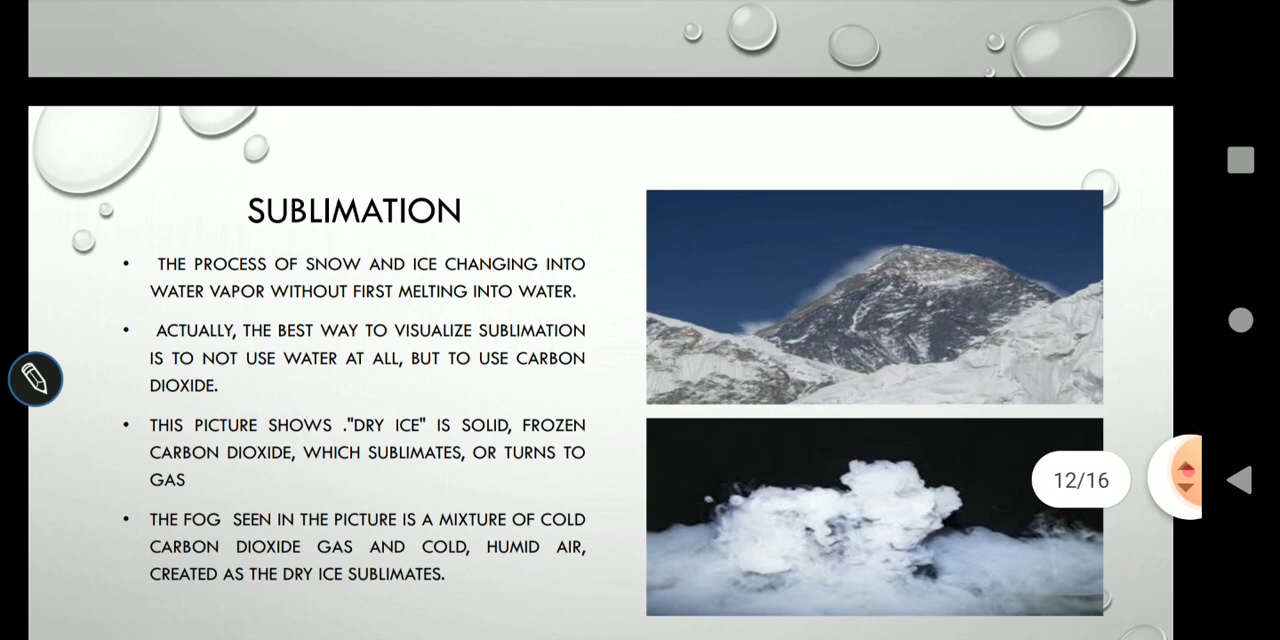 SUBLIMATION
• THE PROCESS OF SNOW AND ICE CHANGING INTO
WATER VAPOR WITHOUT FIRST MELTING INTO WATER.
• ACTUALLY, THE BEST WAY TO VISUALIZE SUBLIMATION
IS TO NOT USE WATER AT ALL, BUT TO USE CARBON
DIOXIDE.
• THIS PICTURE SHOWS ."DRY ICE" IS SOLID, FROZEN
CARBON DIOXIDE, WHICH SUBLIMATES, OR TURNS TO
GAS
• THE FOG SEEN IN THE PICTURE IS A MIXTURE OF COLD
CARBON DIOXIDE GAS AND COLD, HUMID AIR,
CREATED AS THE DRY ICE SUBLIMATES.
12/16